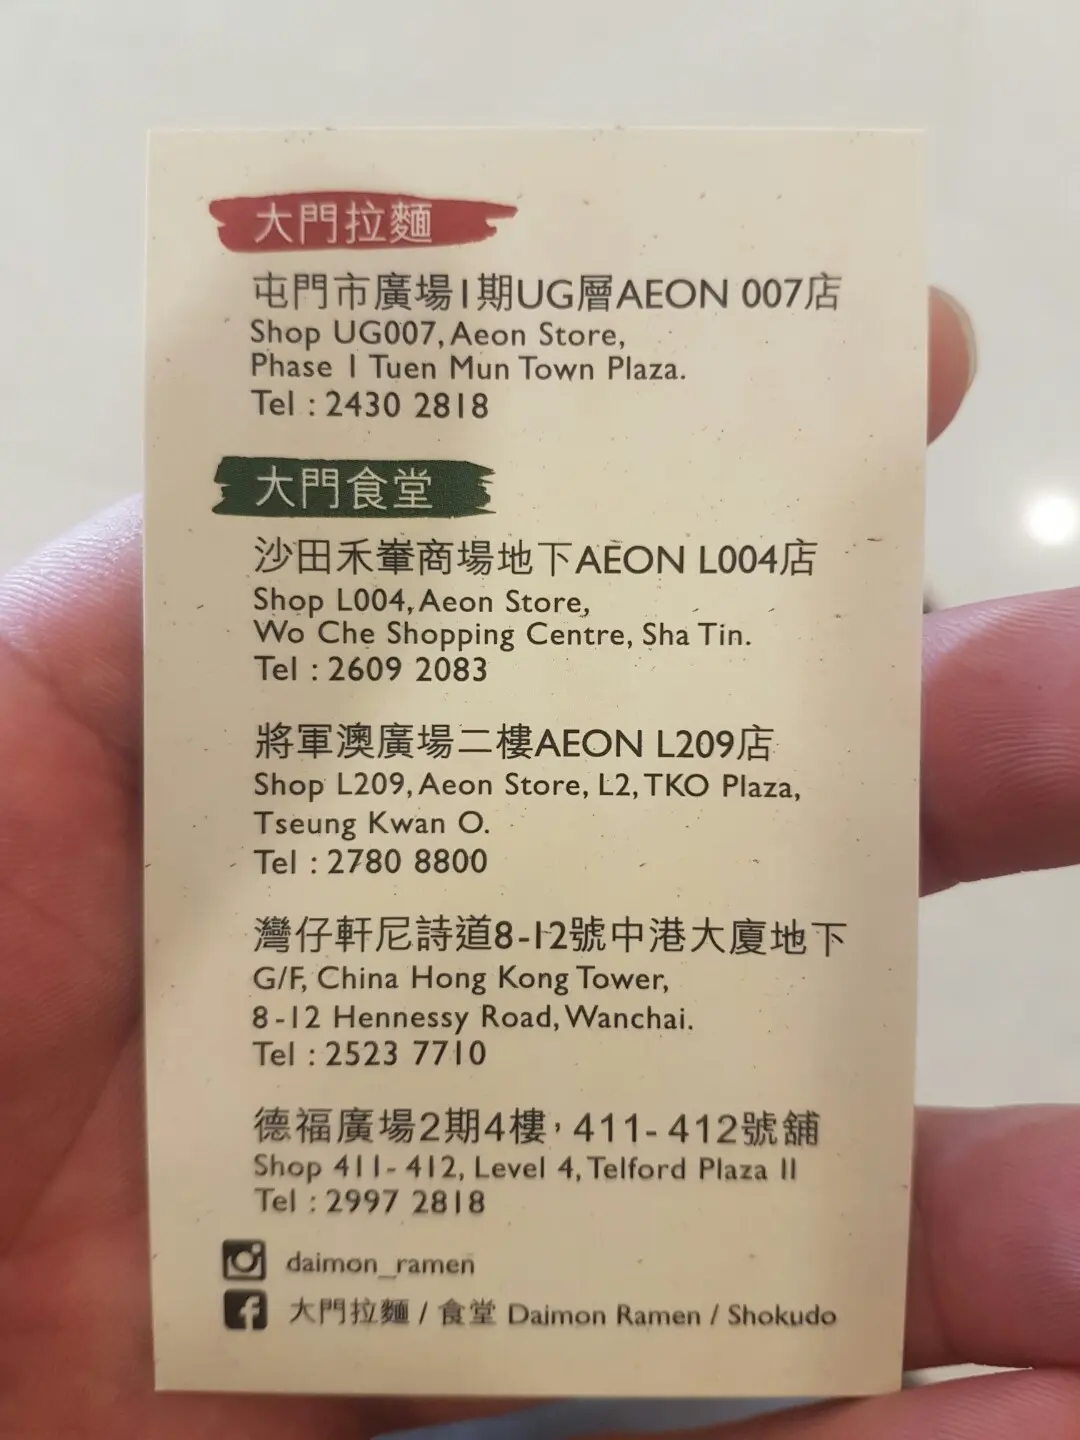 大門拉麵
屯門市廣場1期UG層AEON 007店
Shop UG007, Aeon Store,
Phase 1 Tuen Mun Town Plaza.
Tel : 2430 2818
大門食堂
沙田禾輋商場地下AEON L004店
Shop L004, Aeon Store,
Wo Che Shopping Centre, Sha Tin.
Tel : 2609 2083
將軍澳廣場二樓AEON L209店
Shop L209, Aeon Store, L2, TKO Plaza,
Tseung Kwan O.
Tel : 2780 8800
灣仔軒尼詩道8-12號中港大廈地下
G/F, China Hong Kong Tower,
8-12 Hennessy Road, Wanchai.
Tel : 2523 7710
德福廣場2期4樓，411-412號舖
Shop 411-412, Level 4, Telford Plaza II
Tel : 2997 2818
daimon_ramen
大門拉麵 / 食堂 Daimon Ramen / Shokudo